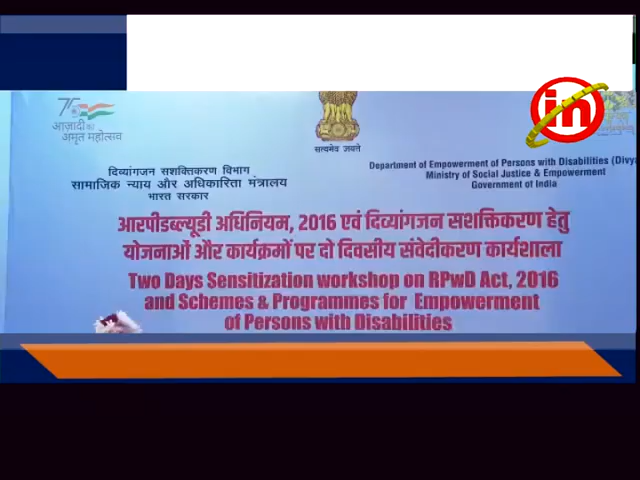 in
75
आज़ादी का
अमृत महोत्सव
सत्यमेव जयते
दिव्यांगजन सशक्तिकरण विभाग
सामाजिक न्याय और अधिकारिता मंत्रालय
भारत सरकार
Department of Empowerment of Persons with Disabilities (Divya
Ministry of Social Justice & Empowerment
Government of India
आरपीडब्ल्यूडी अधिनियम, 2016 एवं दिव्यांगजन सशक्तिकरण हेतु
योजनाओं और कार्यक्रमों पर दो दिवसीय संवेदीकरण कार्यशाला
Two Days Sensitization workshop on RPwD Act, 2016
and Schemes & Programmes for Empowerment
of Persons with Disabilities